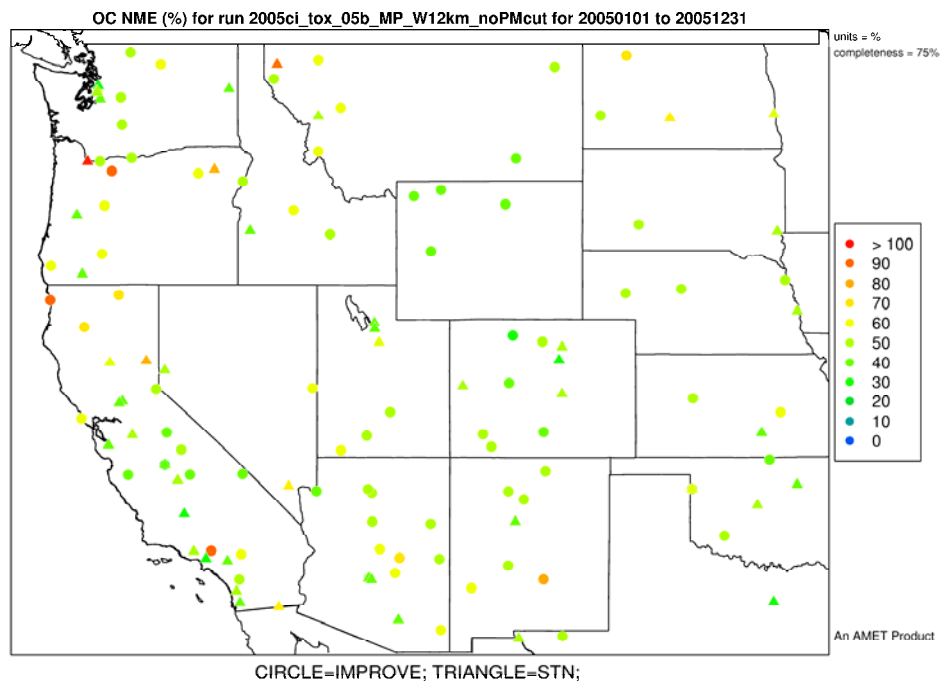 OC NME (%) for run 2005ci_tox_05b_MP_W12km_noPMcut for 20050101 to 20051231
units = %
completeness = 75%
> 100
90
80
70
60
50
40
30
20
10
0
An AMET Product
CIRCLE=IMPROVE; TRIANGLE=STN;